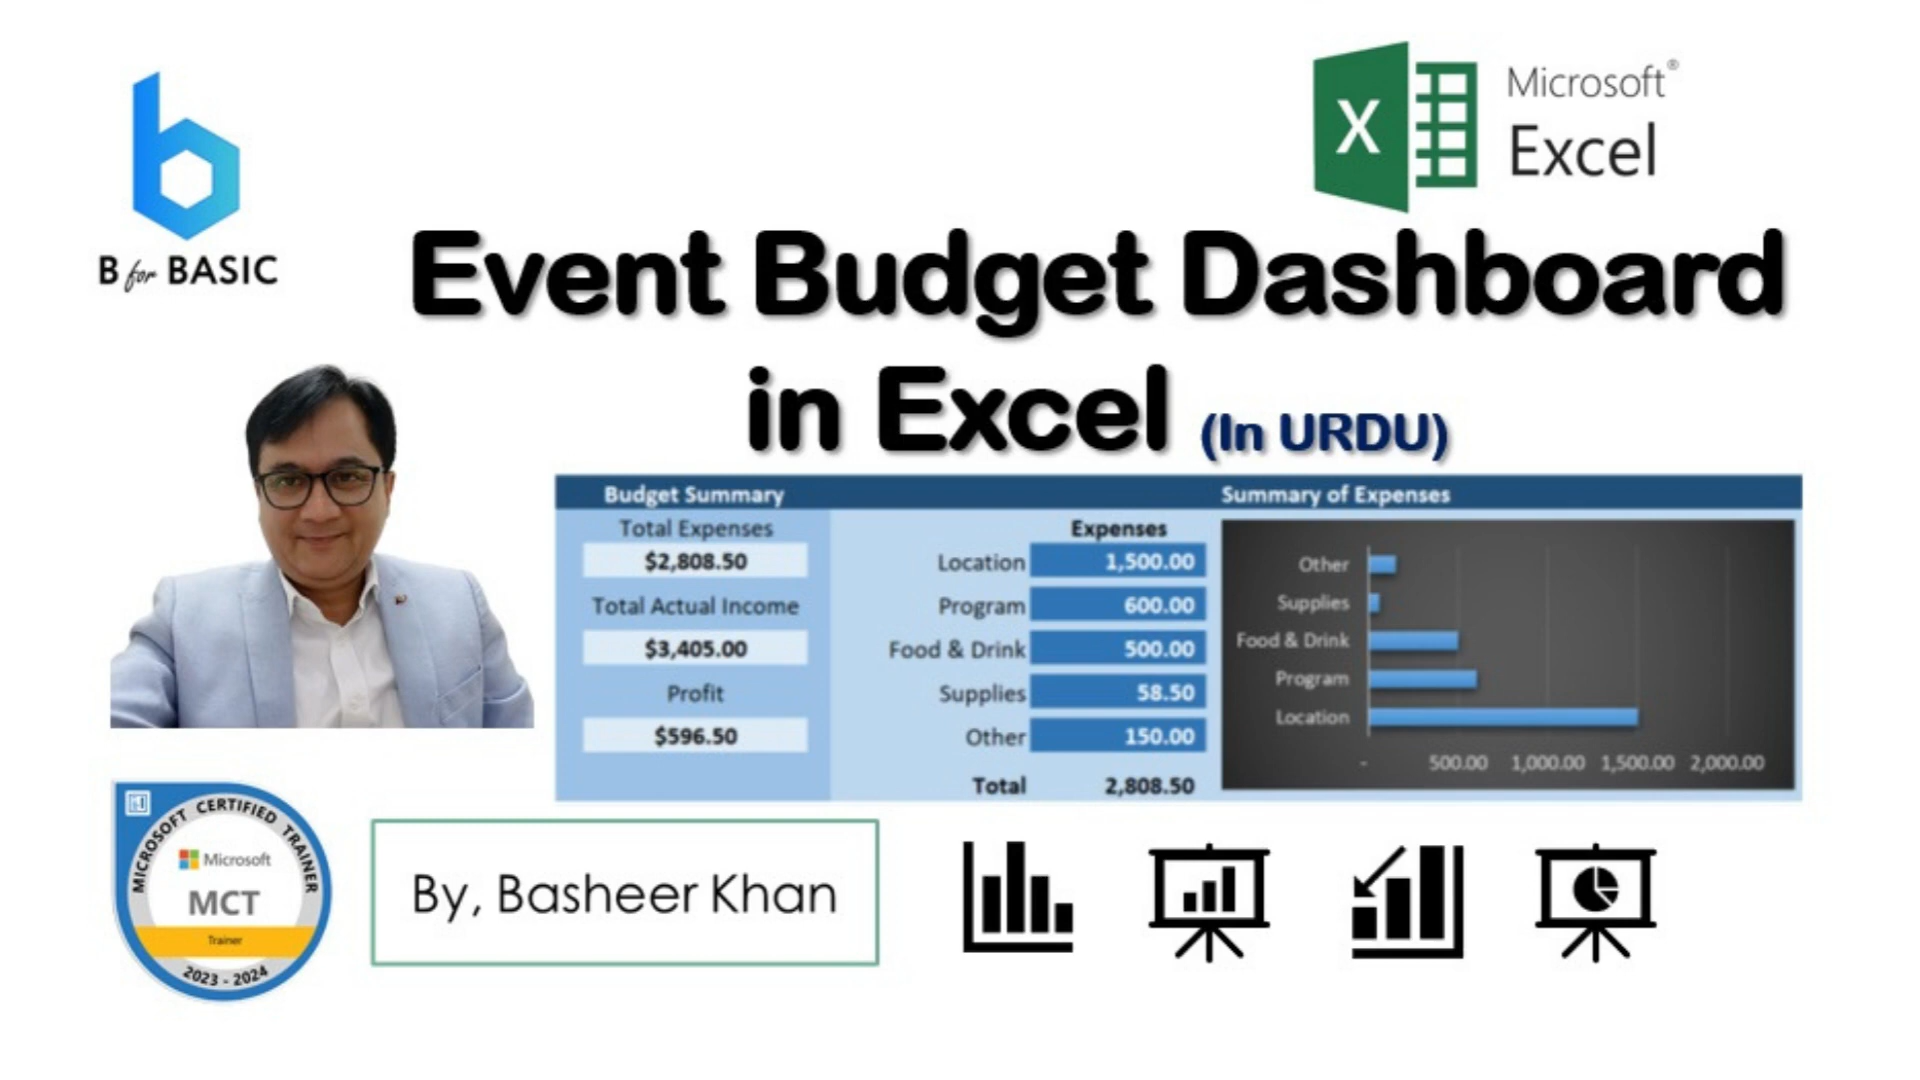 B for BASIC
X
Microsoft®
Excel
Event Budget Dashboard
in Excel (In URDU)
Budget Summary
Total Expenses
$2,808.50
Total Actual Income
$3,405.00
Profit
$596.50
Expenses
Location 1,500.00
Program 600.00
Food & Drink 500.00
Supplies 58.50
Other 150.00
Total 2,808.50
Summary of Expenses
Other
Supplies
Food & Drink
Program
Location
- 500.00 1,000.00 1,500.00 2,000.00
MICROSOFT CERTIFIED TRAINER
Microsoft
MCT
Trainer
2023 - 2024
By, Basheer Khan